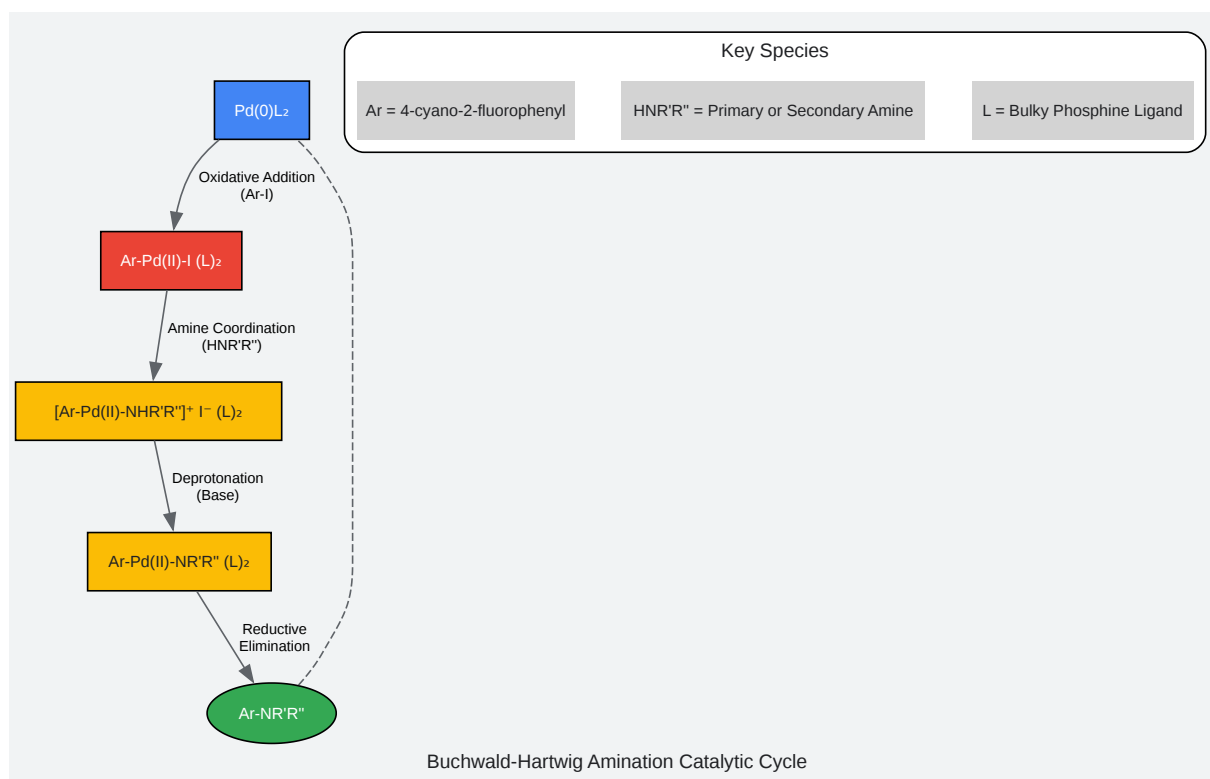 Key Species
Pd(0)L₂
Ar = 4-cyano-2-fluorophenyl
HNR'R" = Primary or Secondary Amine
L = Bulky Phosphine Ligand
Oxidative Addition
(Ar-I)
Ar-Pd(II)-I (L)₂
Amine Coordination
(HNR'R")
[Ar-Pd(II)-NHR'R"]⁺ I⁻ (L)₂
Deprotonation
(Base)
Ar-Pd(II)-NR'R" (L)₂
Reductive
Elimination
Ar-NR'R"
Buchwald-Hartwig Amination Catalytic Cycle